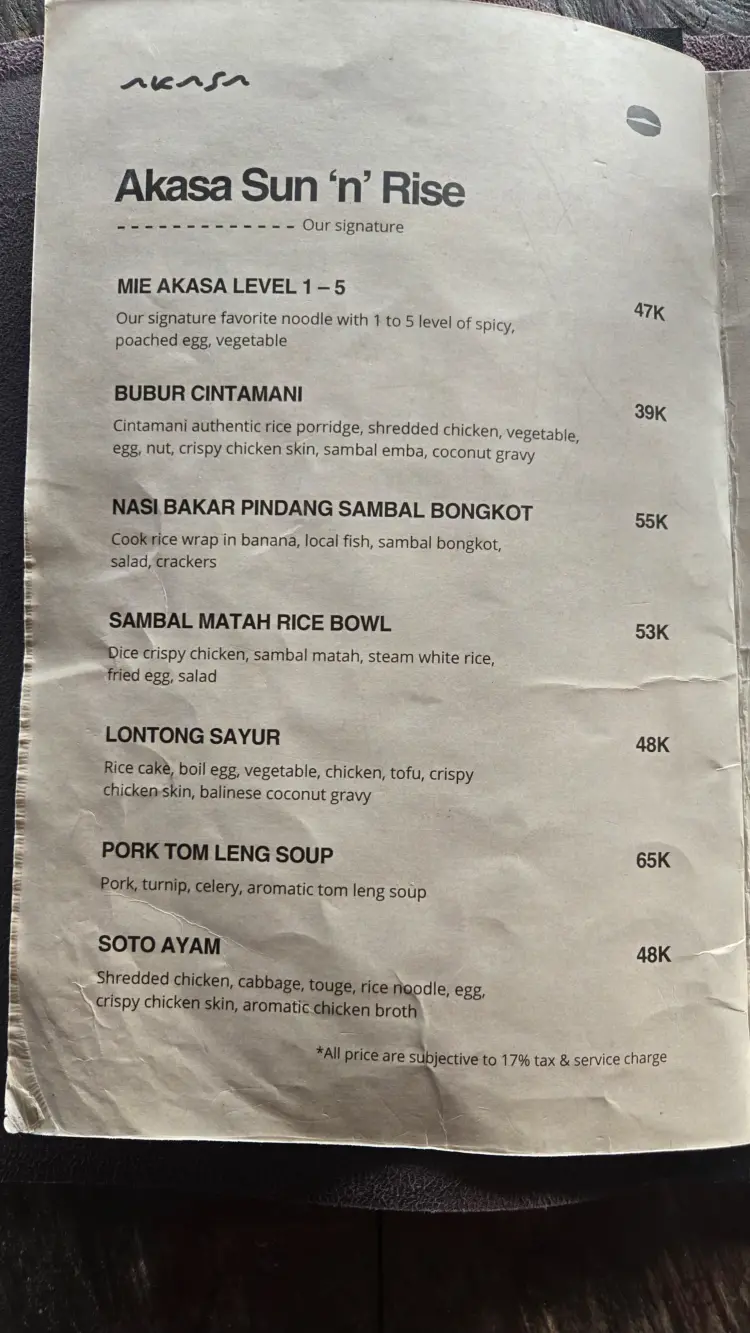 AKASA
Akasa Sun ‘n’ Rise
- - - - - - - - - - - - - Our signature
MIE AKASA LEVEL 1 – 5
47K
Our signature favorite noodle with 1 to 5 level of spicy,
poached egg, vegetable
BUBUR CINTAMANI
39K
Cintamani authentic rice porridge, shredded chicken, vegetable,
egg, nut, crispy chicken skin, sambal emba, coconut gravy
NASI BAKAR PINDANG SAMBAL BONGKOT
55K
Cook rice wrap in banana, local fish, sambal bongkot,
salad, crackers
SAMBAL MATAH RICE BOWL
53K
Dice crispy chicken, sambal matah, steam white rice,
fried egg, salad
LONTONG SAYUR
48K
Rice cake, boil egg, vegetable, chicken, tofu, crispy
chicken skin, balinese coconut gravy
PORK TOM LENG SOUP
65K
Pork, turnip, celery, aromatic tom leng soup
SOTO AYAM
48K
Shredded chicken, cabbage, touge, rice noodle, egg,
crispy chicken skin, aromatic chicken broth
*All price are subjective to 17% tax & service charge